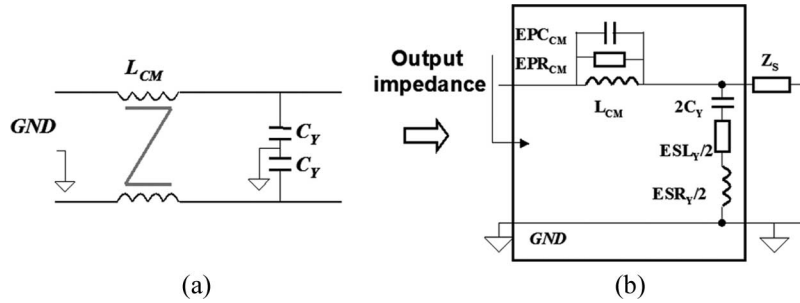 L_CM
GND
C_Y
C_Y
(a)
Output
impedance
EPC_CM
EPR_CM
L_CM
Z_S
2C_Y
ESL_Y/2
ESR_Y/2
GND
(b)